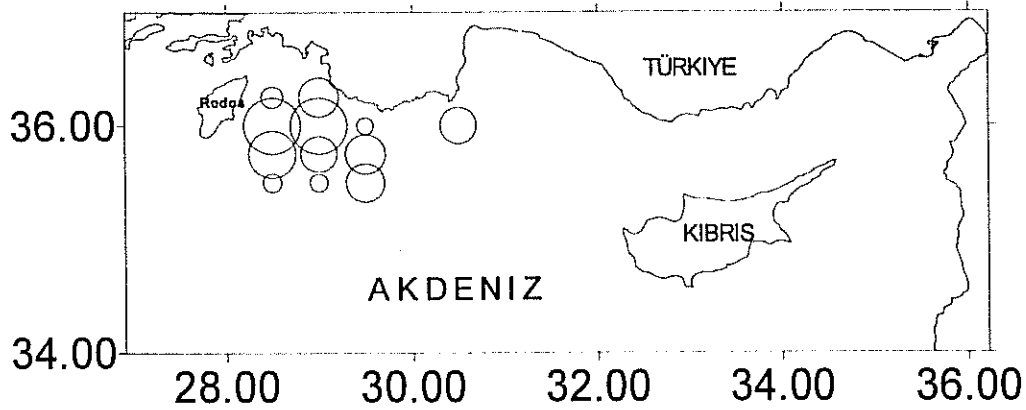 TÜRKIYE
Rodos
36.00
KIBRIS
AKDENIZ
34.00
28.00 30.00 32.00 34.00 36.00